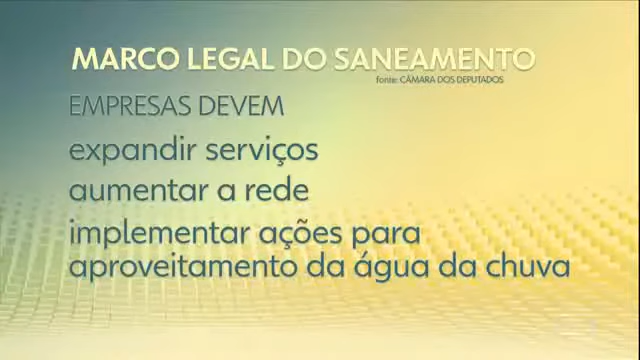 MARCO LEGAL DO SANEAMENTO
fonte: CÂMARA DOS DEPUTADOS
EMPRESAS DEVEM
expandir serviços
aumentar a rede
implementar ações para
aproveitamento da água da chuva